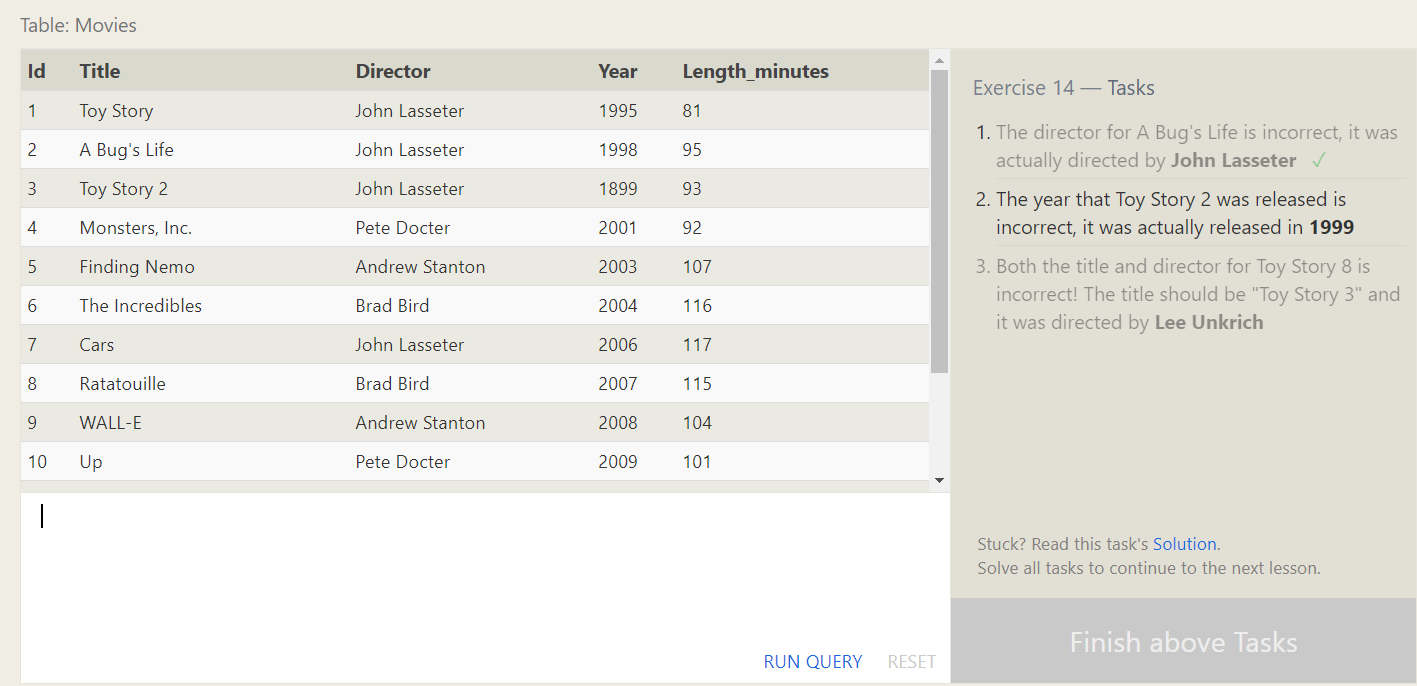 Table: Movies
Id Title Director Year Length_minutes
1 Toy Story John Lasseter 1995 81
2 A Bug's Life John Lasseter 1998 95
3 Toy Story 2 John Lasseter 1899 93
4 Monsters, Inc. Pete Docter 2001 92
5 Finding Nemo Andrew Stanton 2003 107
6 The Incredibles Brad Bird 2004 116
7 Cars John Lasseter 2006 117
8 Ratatouille Brad Bird 2007 115
9 WALL-E Andrew Stanton 2008 104
10 Up Pete Docter 2009 101
RUN QUERY RESET
Exercise 14 — Tasks
1. The director for A Bug's Life is incorrect, it was
actually directed by John Lasseter ✓
2. The year that Toy Story 2 was released is
incorrect, it was actually released in 1999
3. Both the title and director for Toy Story 8 is
incorrect! The title should be "Toy Story 3" and
it was directed by Lee Unkrich
Stuck? Read this task's Solution.
Solve all tasks to continue to the next lesson.
Finish above Tasks